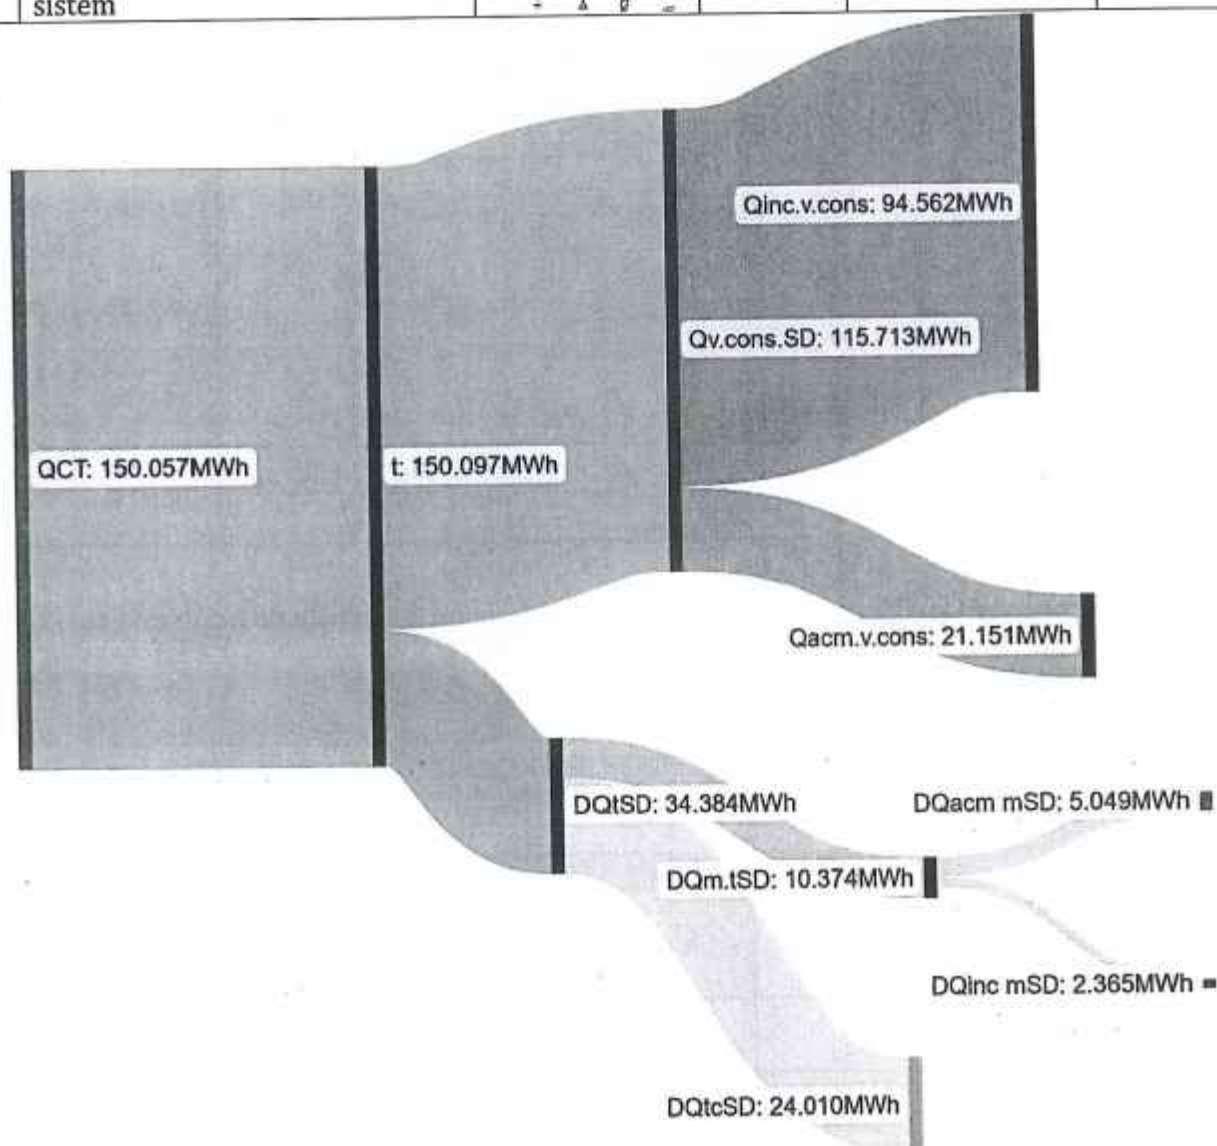 sistem
Qinc.v.cons: 94.562MWh
Qv.cons.SD: 115.713MWh
QCT: 150.057MWh
t: 150.097MWh
Qacm.v.cons: 21.151MWh
DQtSD: 34.384MWh
DQacm mSD: 5.049MWh
DQm.tSD: 10.374MWh
DQinc mSD: 2.365MWh
DQtcSD: 24.010MWh